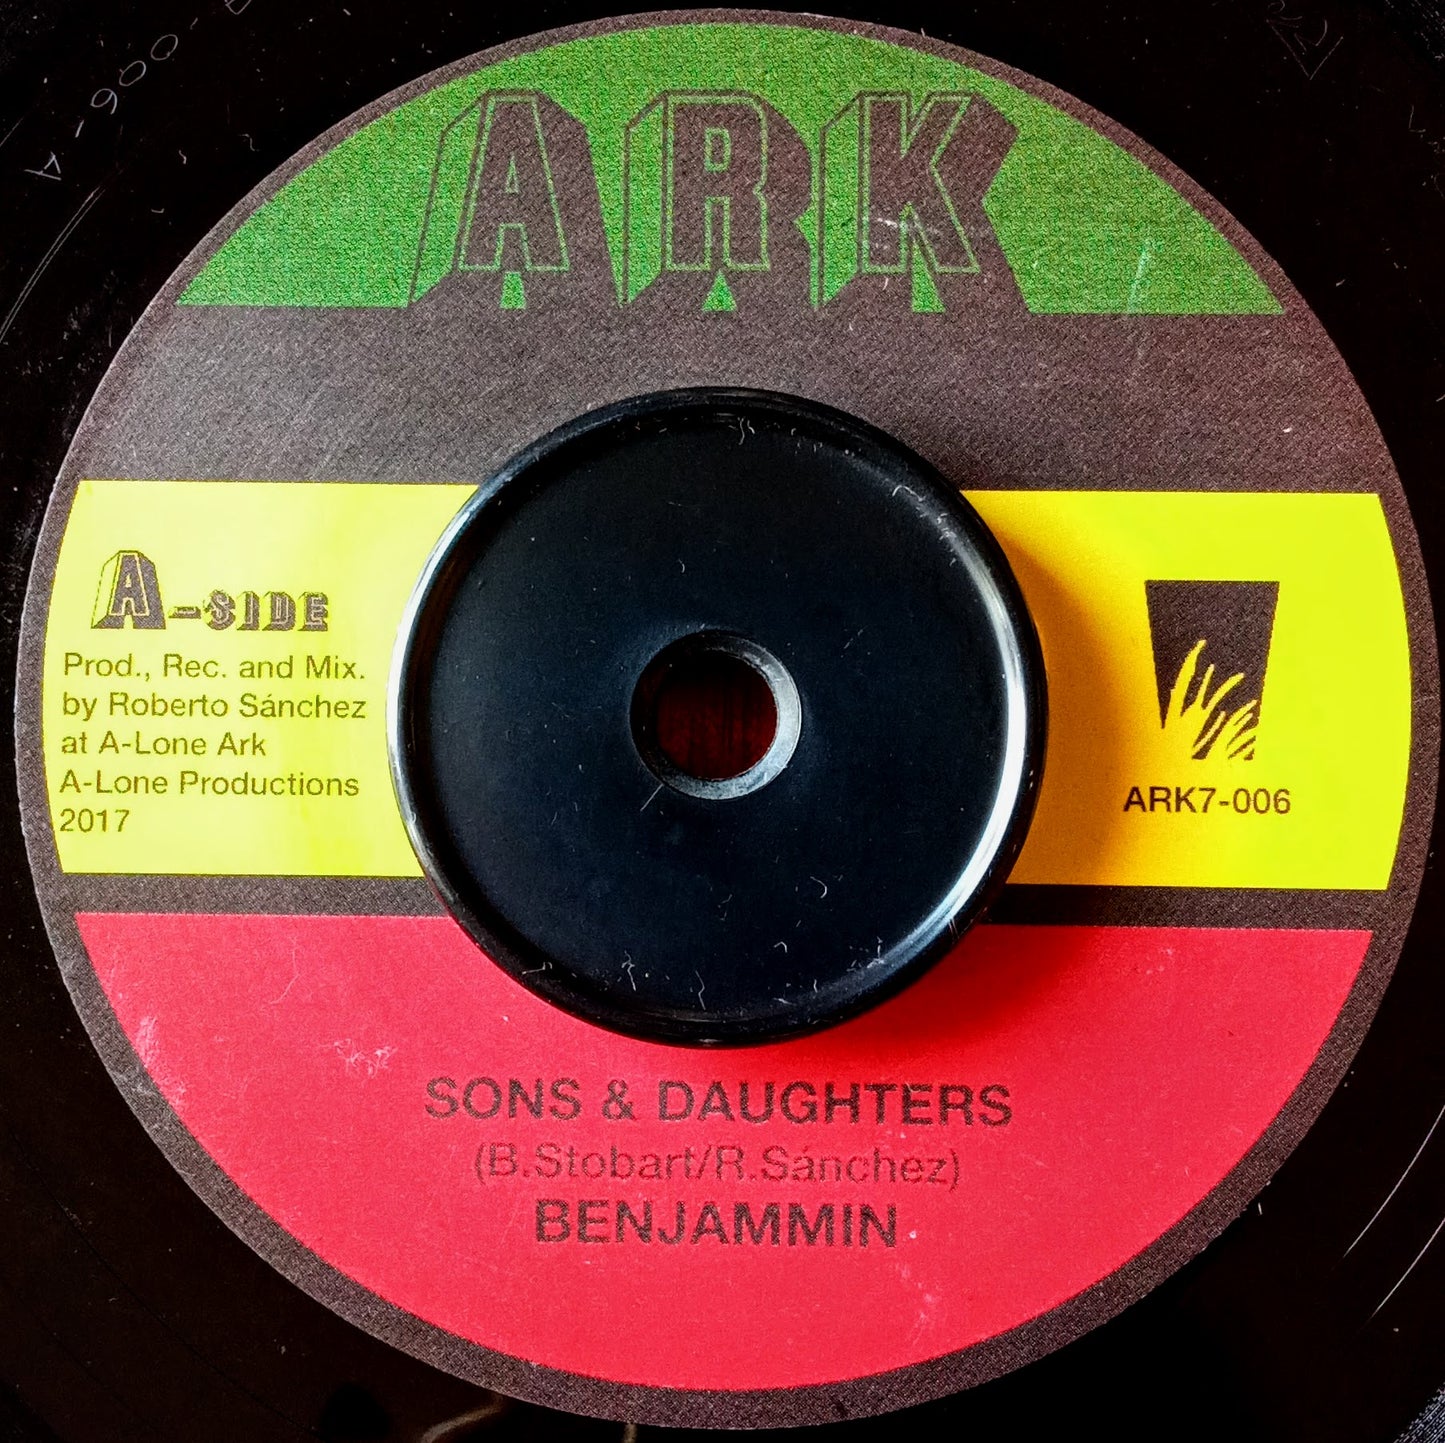 ARK
A-SIDE
Prod., Rec. and Mix.
by Roberto Sánchez
at A-Lone Ark
A-Lone Productions
2017
ARK7-006
SONS & DAUGHTERS
(B.Stobart/R.Sánchez)
BENJAMMIN
006-A